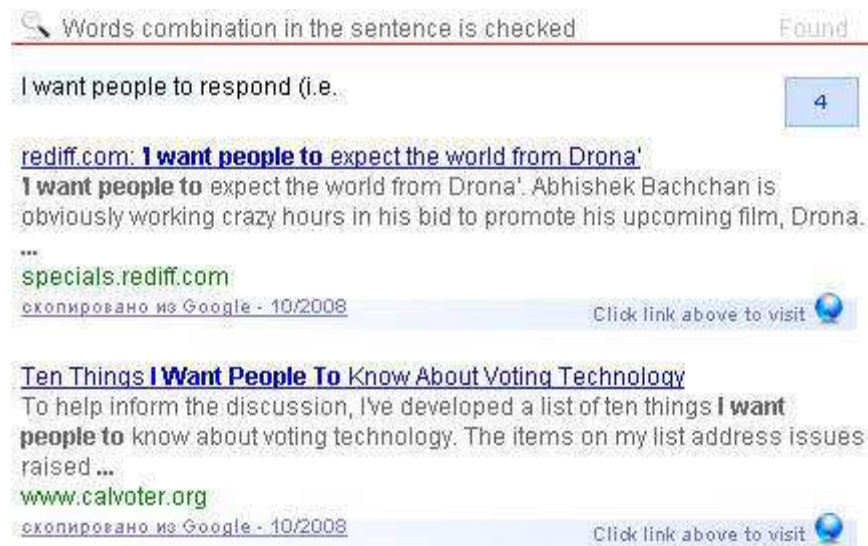 Words combination in the sentence is checked Found
I want people to respond (i.e.
4
rediff.com: 'I want people to expect the world from Drona'
'I want people to expect the world from Drona'. Abhishek Bachchan is
obviously working crazy hours in his bid to promote his upcoming film, Drona.
...
specials.rediff.com
скопировано из Google - 10/2008 Click link above to visit
Ten Things I Want People To Know About Voting Technology
To help inform the discussion, I've developed a list of ten things I want
people to know about voting technology. The items on my list address issues
raised ...
www.calvoter.org
скопировано из Google - 10/2008 Click link above to visit